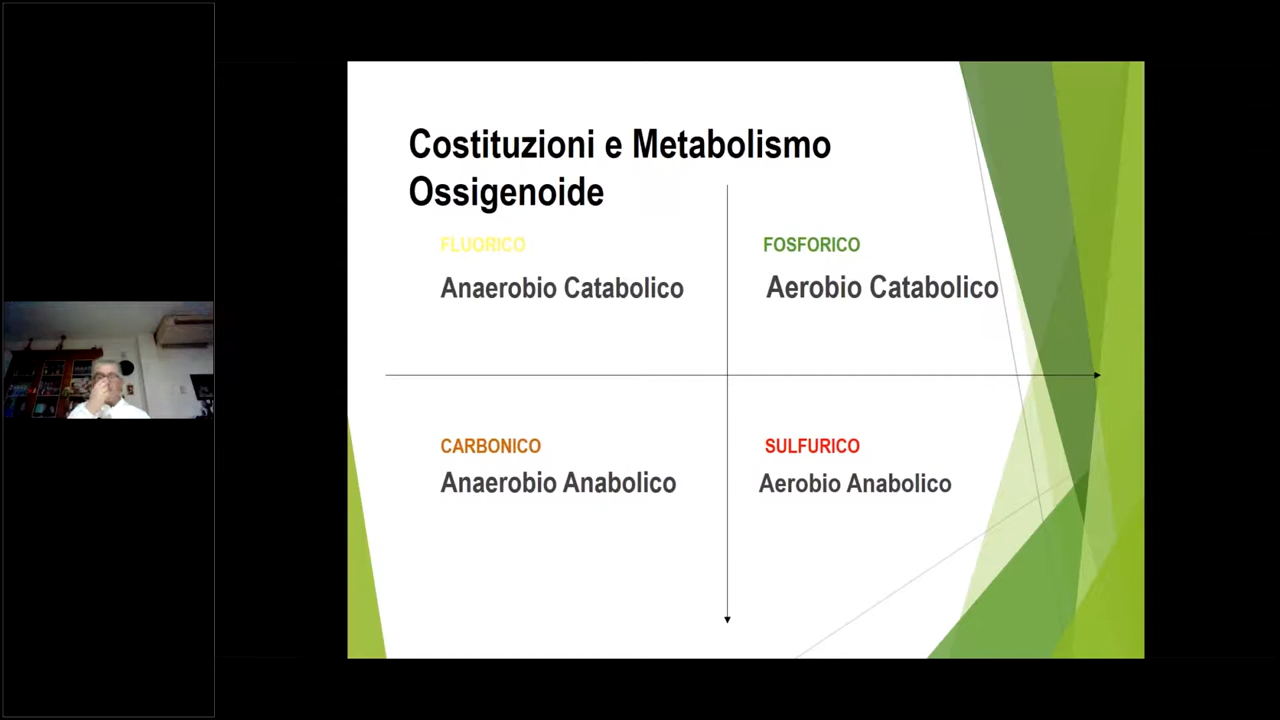 Costituzioni e Metabolismo
Ossigenoide
FLUORICO
FOSFORICO
Anaerobio Catabolico
Aerobio Catabolico
CARBONICO
SULFURICO
Anaerobio Anabolico
Aerobio Anabolico